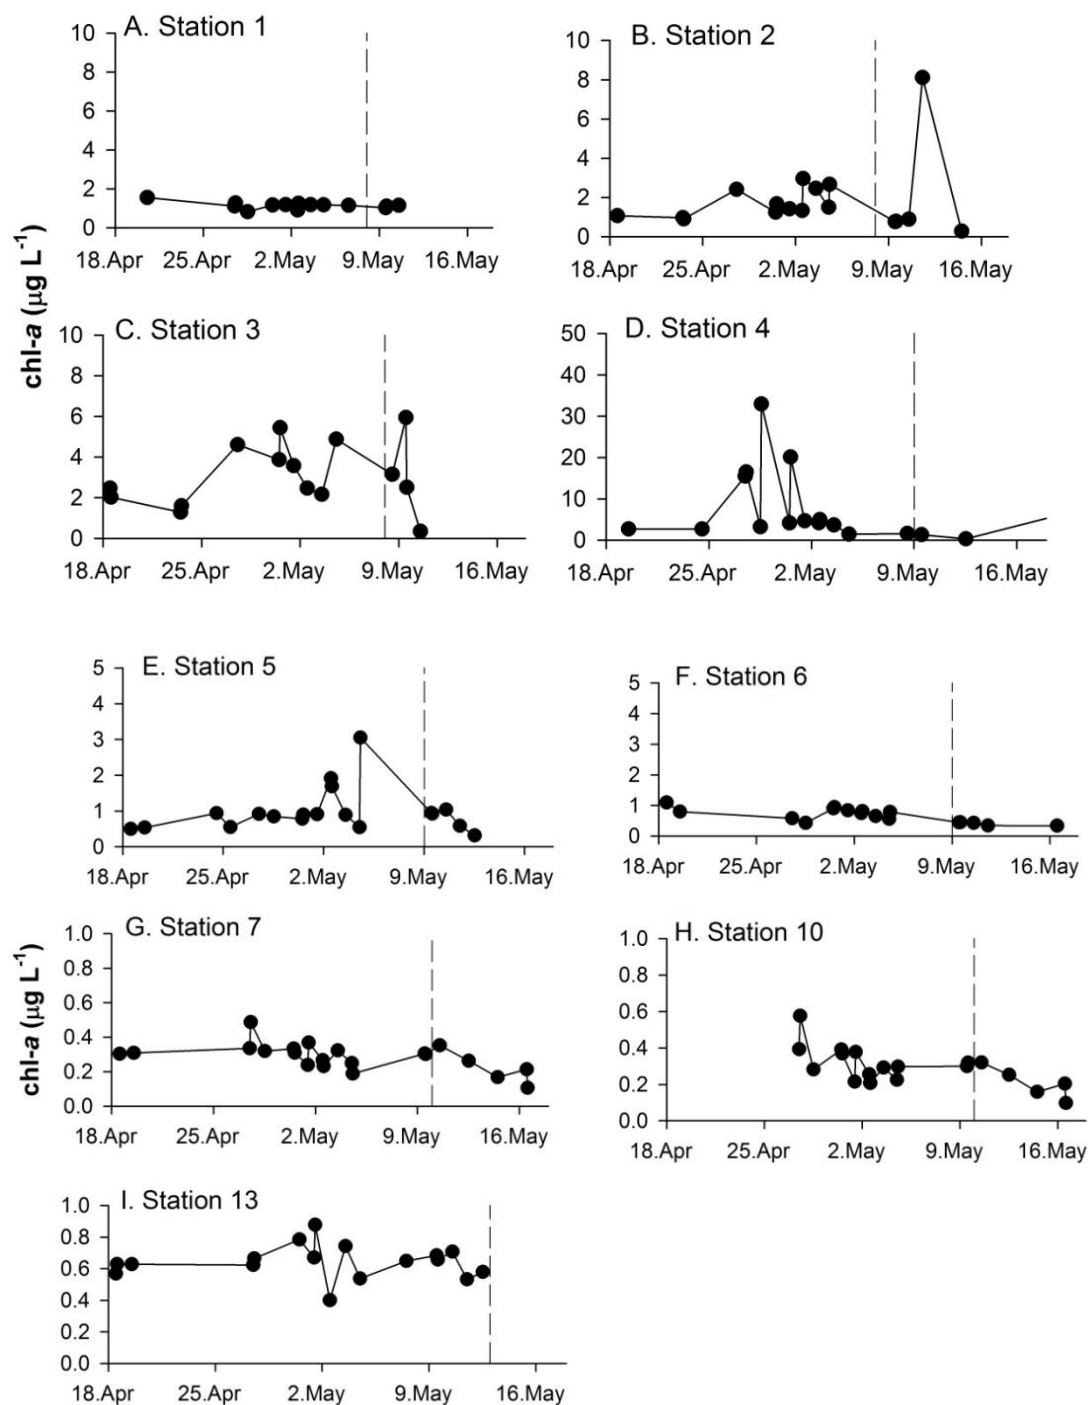 A. Station 1
10
8
6
4
2
0
18.Apr 25.Apr 2.May 9.May 16.May
B. Station 2
10
8
6
4
2
0
18.Apr 25.Apr 2.May 9.May 16.May
chl-a (μg L⁻¹)
C. Station 3
10
8
6
4
2
0
18.Apr 25.Apr 2.May 9.May 16.May
D. Station 4
50
40
30
20
10
0
18.Apr 25.Apr 2.May 9.May 16.May
E. Station 5
5
4
3
2
1
0
18.Apr 25.Apr 2.May 9.May 16.May
F. Station 6
5
4
3
2
1
0
18.Apr 25.Apr 2.May 9.May 16.May
chl-a (μg L⁻¹)
G. Station 7
1.0
0.8
0.6
0.4
0.2
0.0
18.Apr 25.Apr 2.May 9.May 16.May
H. Station 10
1.0
0.8
0.6
0.4
0.2
0.0
18.Apr 25.Apr 2.May 9.May 16.May
I. Station 13
1.0
0.8
0.6
0.4
0.2
0.0
18.Apr 25.Apr 2.May 9.May 16.May